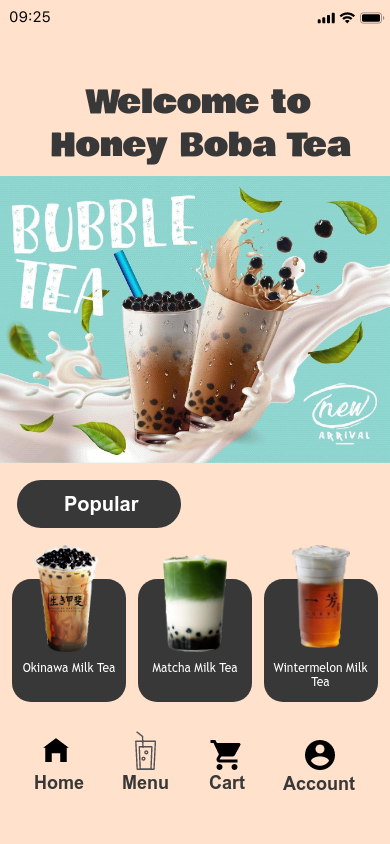 09:25
Welcome to
Honey Boba Tea
BUBBLE
TEA
new
ARRIVAL
Popular
生き甲斐
一芳
Okinawa Milk Tea
Matcha Milk Tea
Wintermelon Milk
Tea
Home
Menu
Cart
Account